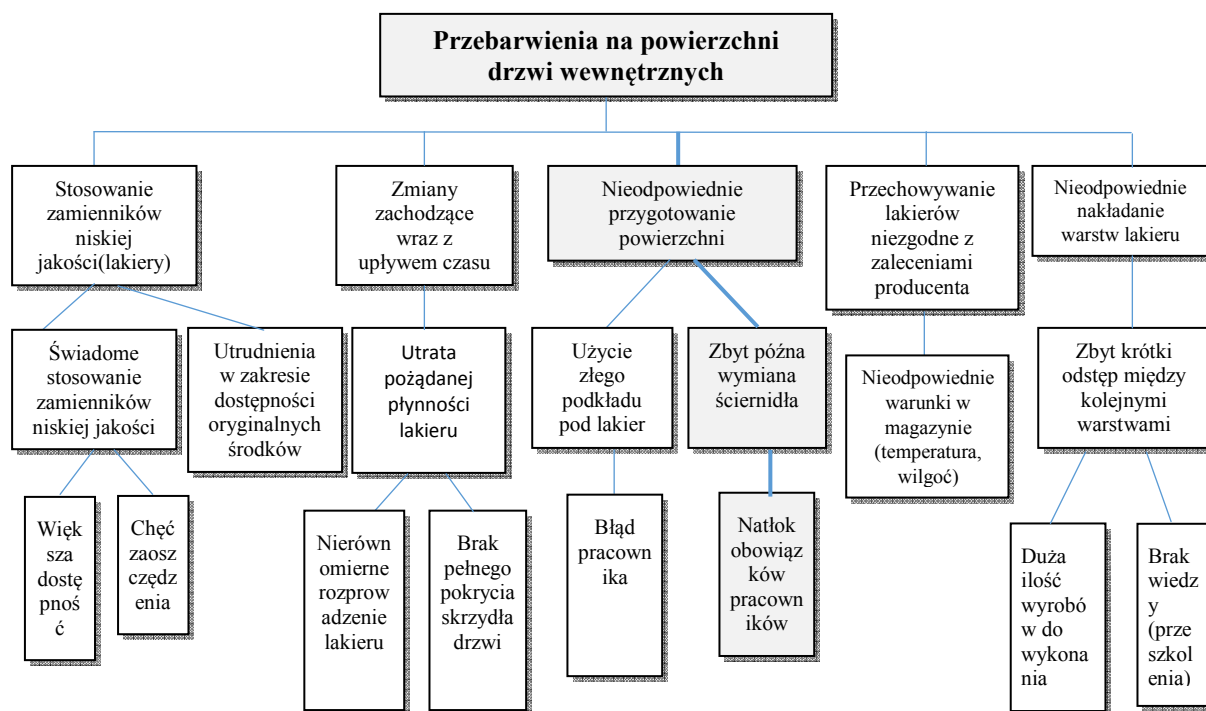 Przebarwienia na powierzchni
drzwi wewnętrznych
Stosowanie
zamienników
niskiej
jakości(lakiery)
Zmiany
zachodzące
wraz z
upływem czasu
Nieodpowiednie
przygotowanie
powierzchni
Przechowywanie
lakierów
niezgodne z
zaleceniami
producenta
Nieodpowiednie
nakładanie
warstw lakieru
Świadome
stosowanie
zamienników
niskiej jakości
Utrudnienia
w zakresie
dostępności
oryginalnych
środków
Utrata
pożądanej
płynności
lakieru
Użycie
złego
podkładu
pod lakier
Zbyt późna
wymiana
ściernidła
Nieodpowiednie
warunki w
magazynie
(temperatura,
wilgoć)
Zbyt krótki
odstęp między
kolejnymi
warstwami
Więk
sza
dostę
pnoś
ć
Chęć
zaosz
czędz
enia
Nierówn
omierne
rozprow
adzenie
lakieru
Brak
pełnego
pokrycia
skrzydła
drzwi
Błąd
pracown
ika
Natłok
obowiąz
ków
pracown
ików
Duża
ilość
wyrobó
w do
wykona
nia
Brak
wiedz
y
(prze
szkol
enia)